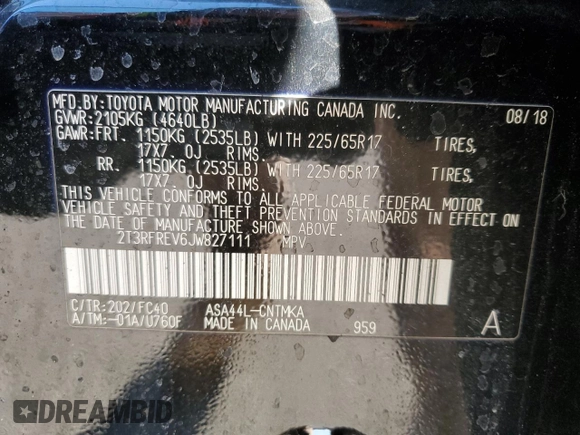 MFD.BY:TOYOTA MOTOR MANUFACTURING CANADA INC. 08/18
GVWR:2105KG (4640LB)
GAWR:FRT. 1150KG (2535LB) WITH 225/65R17 TIRES,
17X7.0J RIMS.
RR. 1150KG (2535LB) WITH 225/65R17 TIRES,
17X7.0J RIMS.
THIS VEHICLE CONFORMS TO ALL APPLICABLE FEDERAL MOTOR
VEHICLE SAFETY AND THEFT PREVENTION STANDARDS IN EFFECT ON
THE DATE OF MANUFACTURE SHOWN ABOVE.
2T3RFREV6JW827111 MPV
C/TR:202/FC40 ASA44L-CNTMKA
A/TM:-01A/U760F MADE IN CANADA 959 A
DREAMBID